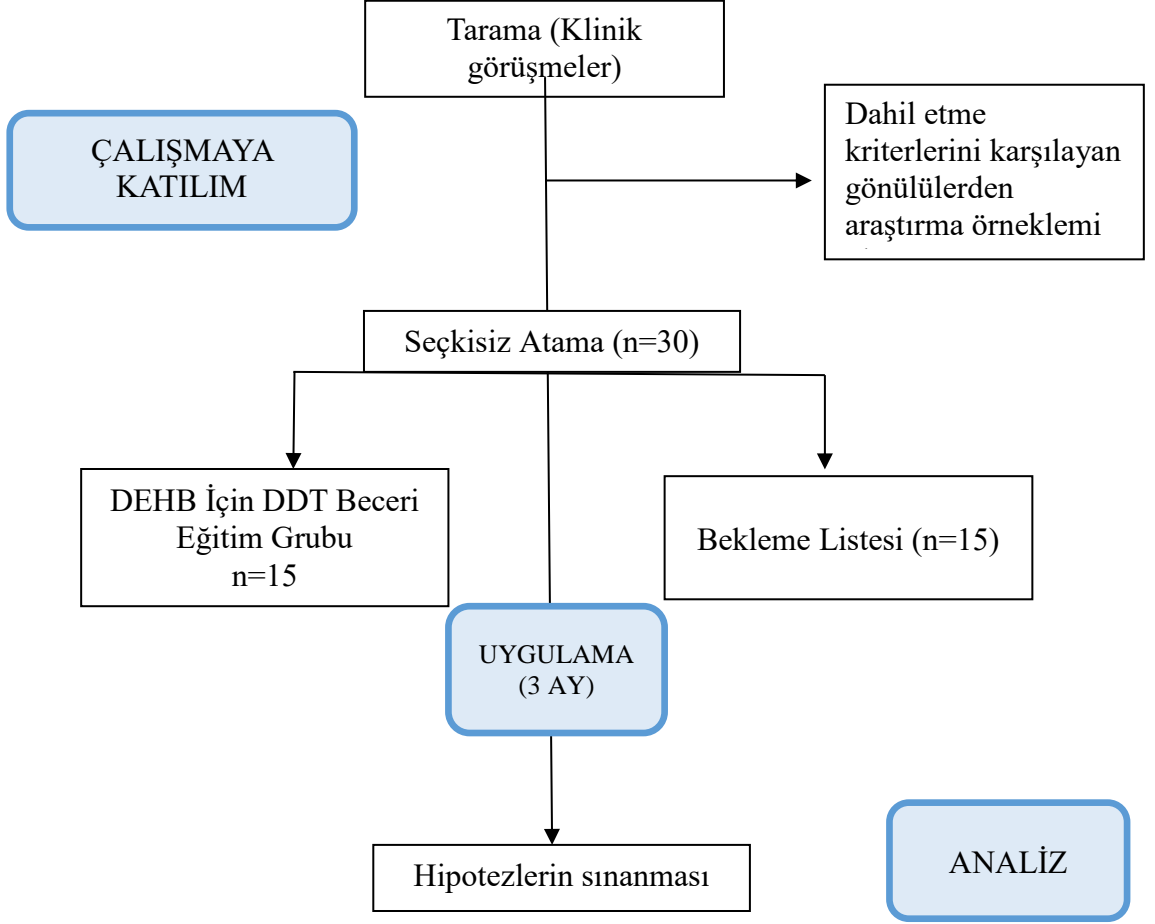 Tarama (Klinik
görüşmeler)
ÇALIŞMAYA
KATILIM
Dahil etme
kriterlerini karşılayan
gönülülerden
araştırma örneklemi
Seçkisiz Atama (n=30)
DEHB İçin DDT Beceri
Eğitim Grubu
n=15
Bekleme Listesi (n=15)
UYGULAMA
(3 AY)
Hipotezlerin sınanması
ANALİZ